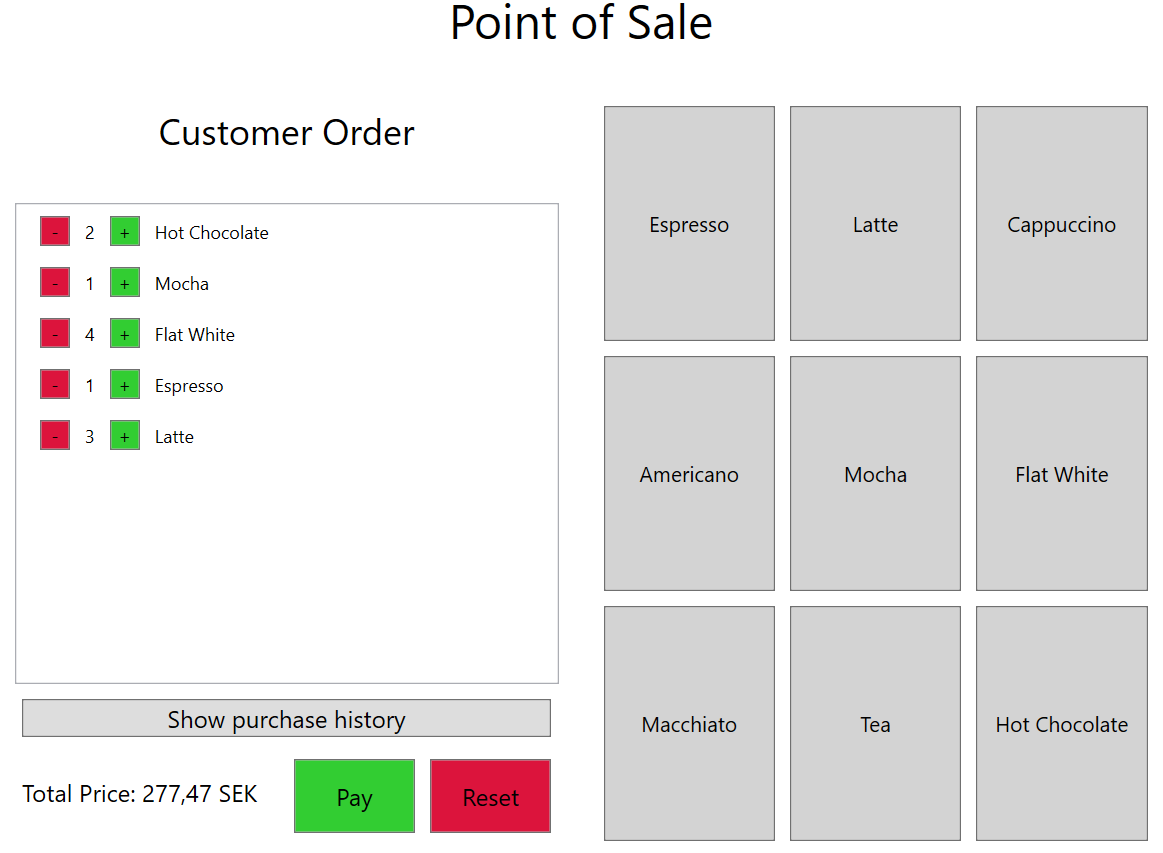 Point of Sale
Customer Order
- 2 + Hot Chocolate
- 1 + Mocha
- 4 + Flat White
- 1 + Espresso
- 3 + Latte
Show purchase history
Total Price: 277,47 SEK
Pay
Reset
Espresso
Latte
Cappuccino
Americano
Mocha
Flat White
Macchiato
Tea
Hot Chocolate